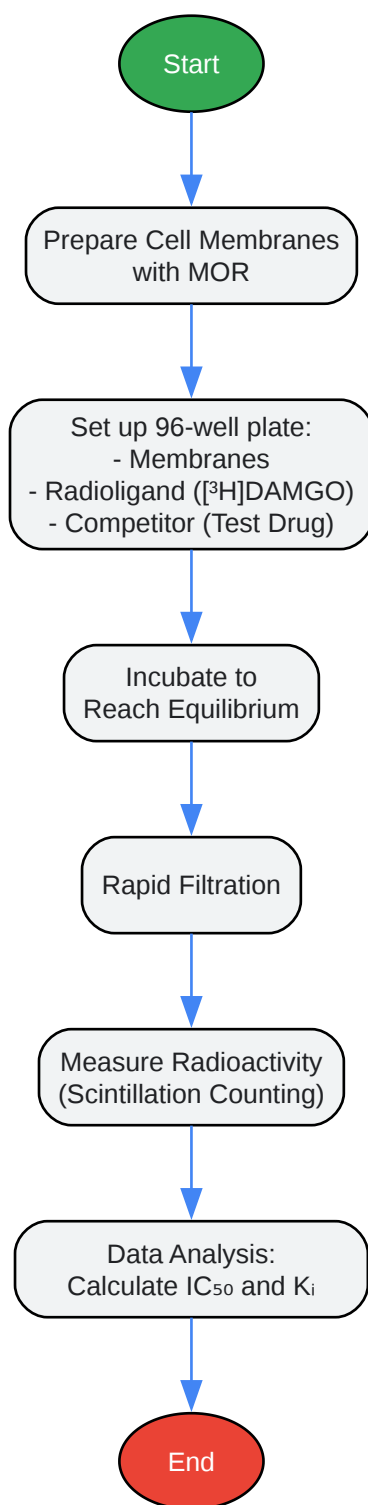 Start
Prepare Cell Membranes
with MOR
Set up 96-well plate:
- Membranes
- Radioligand ([³H]DAMGO)
- Competitor (Test Drug)
Incubate to
Reach Equilibrium
Rapid Filtration
Measure Radioactivity
(Scintillation Counting)
Data Analysis:
Calculate IC₅₀ and Kᵢ
End